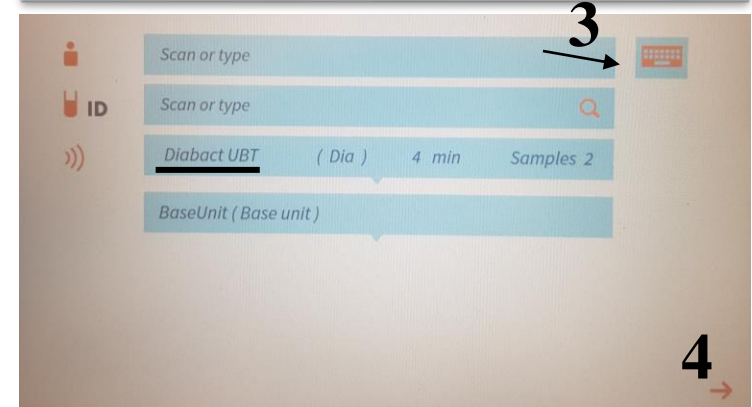 3
Scan or type
ID Scan or type
Diabact UBT ( Dia ) 4 min Samples 2
BaseUnit ( Base unit )
4